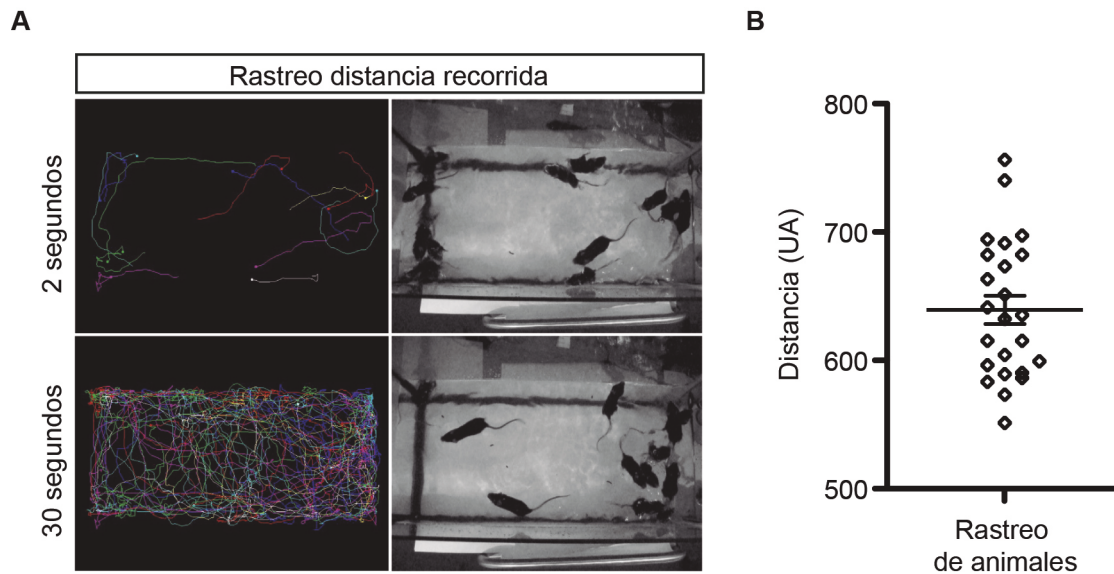 A
B
Rastreo distancia recorrida
2 segundos
30 segundos
Distancia (UA)
800
700
600
500
Rastreo
de animales